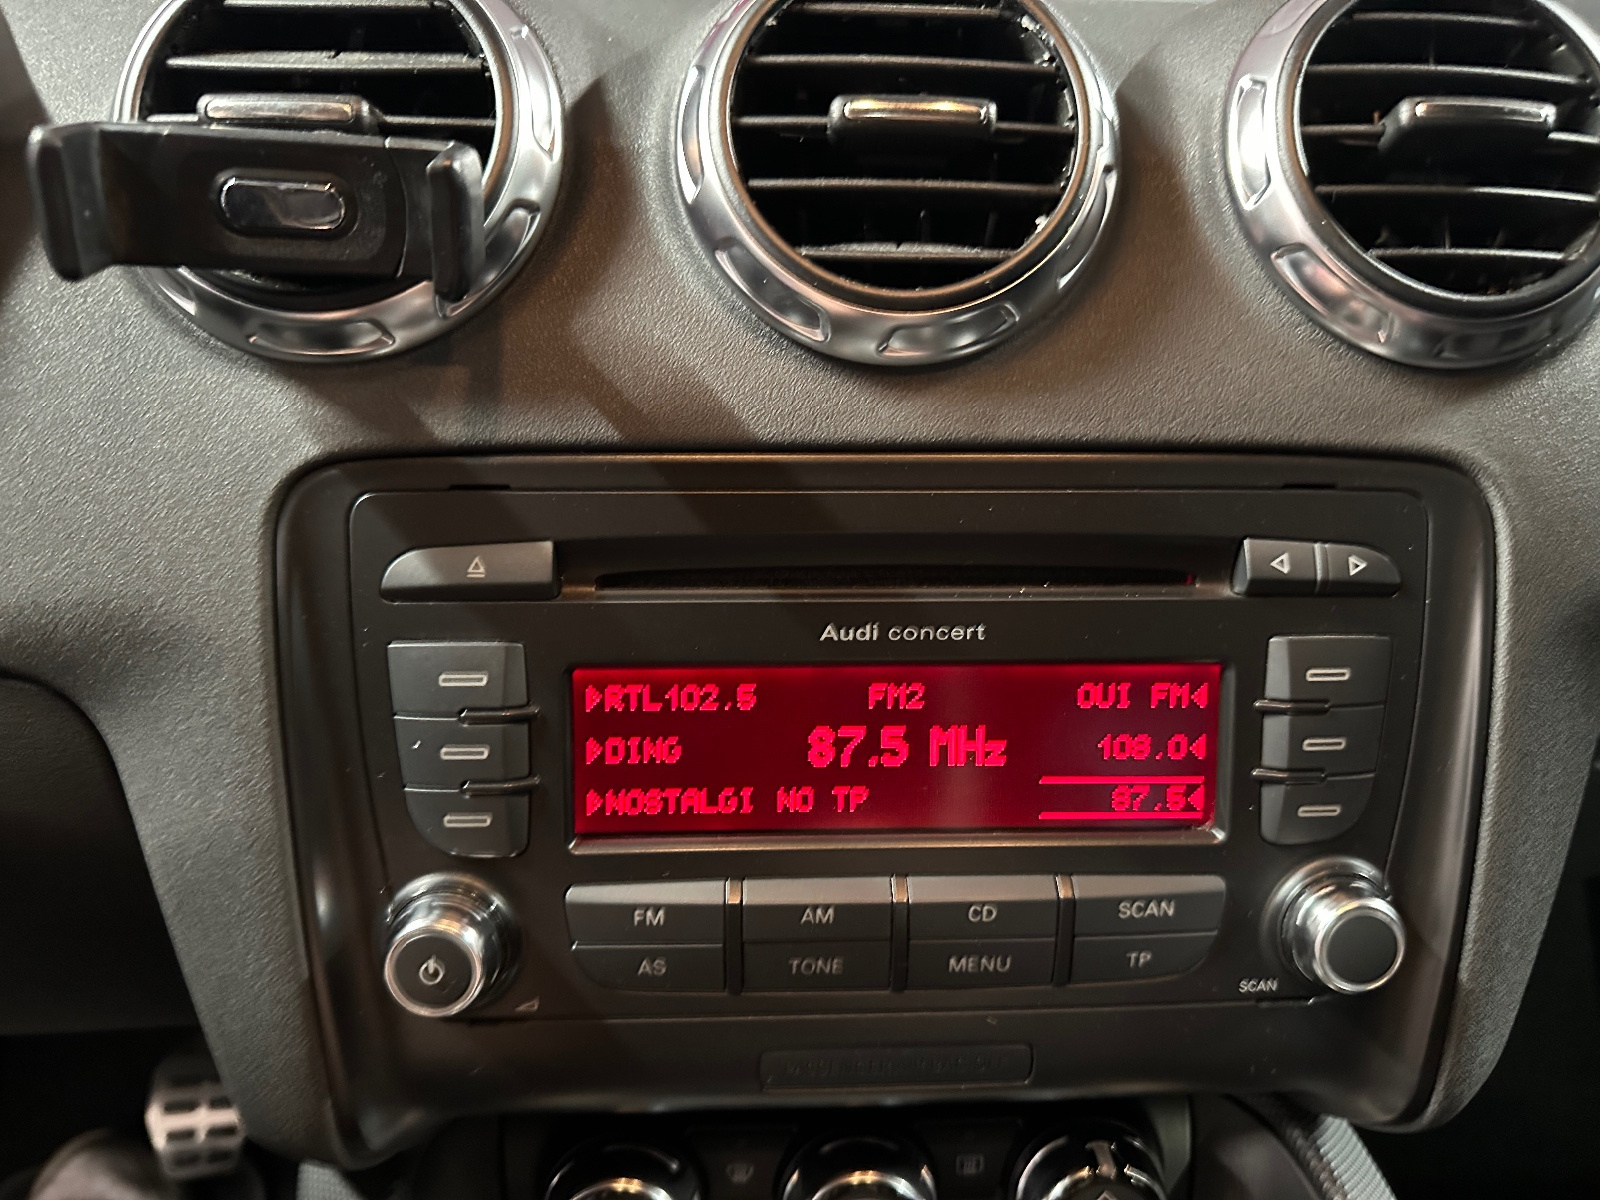 Audi concert
RTL102.5 FM2 OUI FM4
DING 87.5 MHz 108.0
NOSTALGI NO TP 87.5
FM AM CD SCAN
AS TONE MENU TP
SCAN